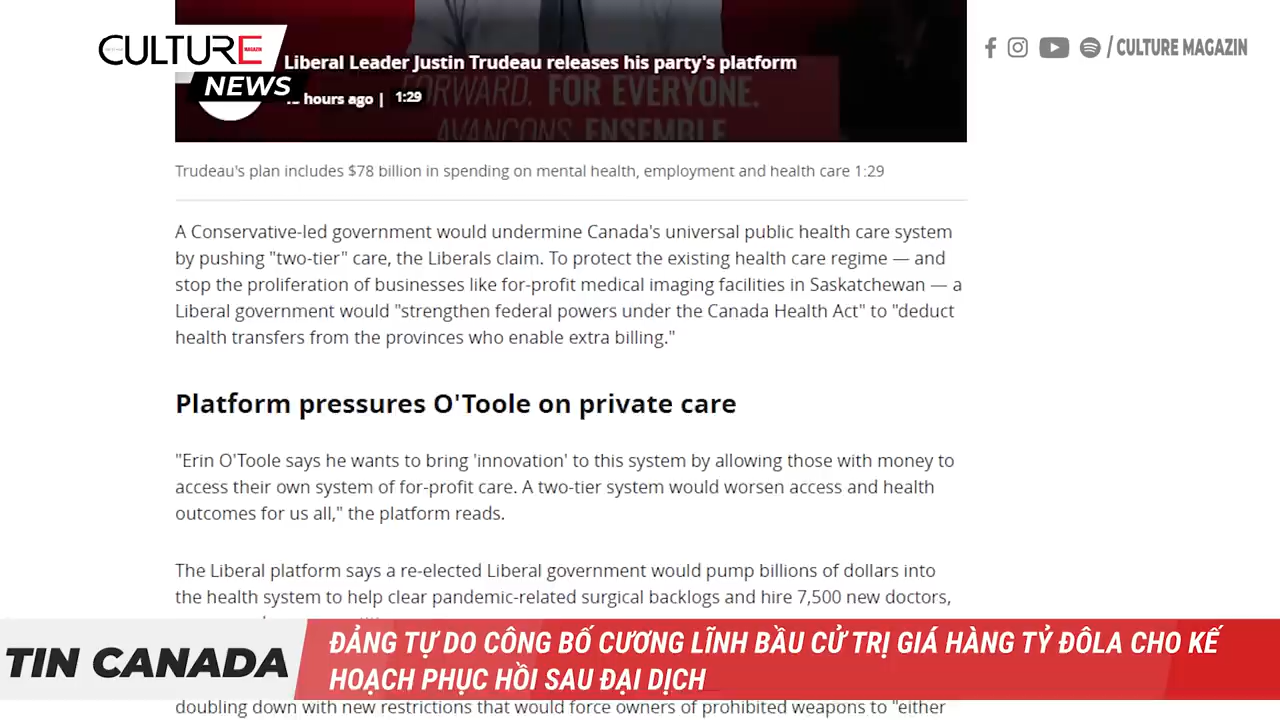 CULTURE
MAGAZIN
NEWS
/ CULTURE MAGAZIN
Liberal Leader Justin Trudeau releases his party's platform
hours ago | 1:29
FORWARD. FOR EVERYONE.
AVANÇONS ENSEMBLE
Trudeau's plan includes $78 billion in spending on mental health, employment and health care 1:29
A Conservative-led government would undermine Canada's universal public health care system
by pushing "two-tier" care, the Liberals claim. To protect the existing health care regime — and
stop the proliferation of businesses like for-profit medical imaging facilities in Saskatchewan — a
Liberal government would "strengthen federal powers under the Canada Health Act" to "deduct
health transfers from the provinces who enable extra billing."
Platform pressures O'Toole on private care
"Erin O'Toole says he wants to bring 'innovation' to this system by allowing those with money to
access their own system of for-profit care. A two-tier system would worsen access and health
outcomes for us all," the platform reads.
The Liberal platform says a re-elected Liberal government would pump billions of dollars into
the health system to help clear pandemic-related surgical backlogs and hire 7,500 new doctors,
TIN CANADA
ĐẢNG TỰ DO CÔNG BỐ CƯƠNG LĨNH BẦU CỬ TRỊ GIÁ HÀNG TỶ ĐÔLA CHO KẾ
HOẠCH PHỤC HỒI SAU ĐẠI DỊCH
doubling down with new restrictions that would force owners of prohibited weapons to "either